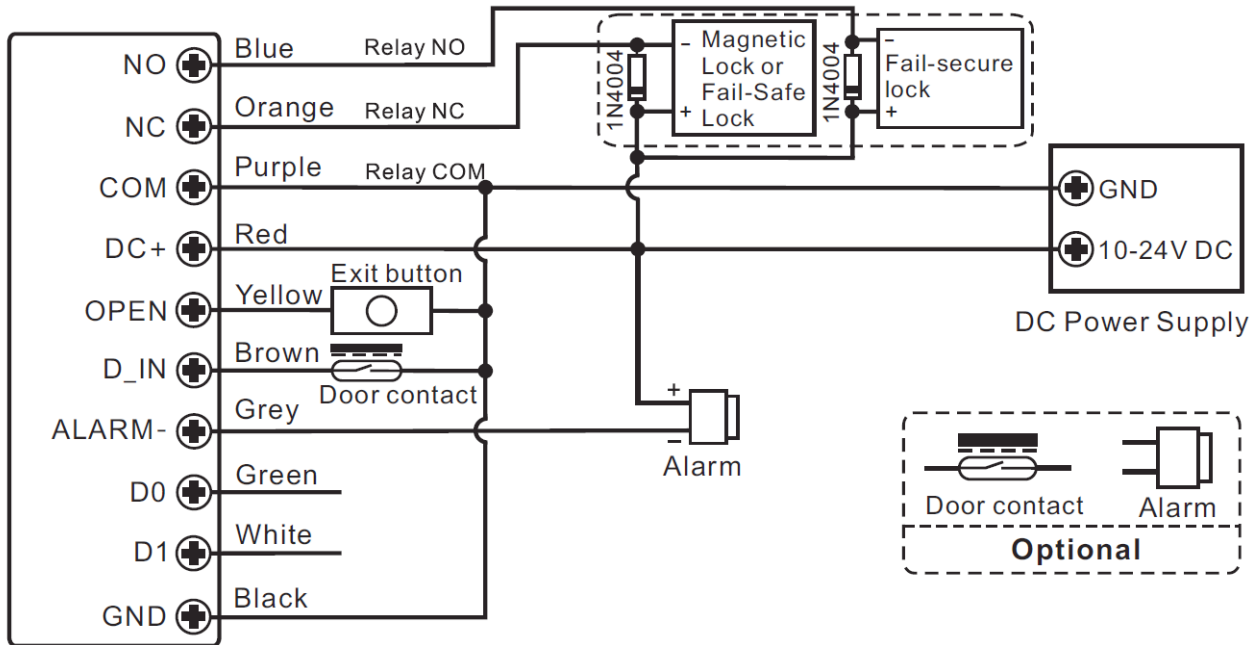 NO Blue Relay NO
NC Orange Relay NC
COM Purple Relay COM
DC+ Red
OPEN Yellow Exit button
D_IN Brown Door contact
ALARM- Grey
D0 Green
D1 White
GND Black
1N4004
- Magnetic
Lock or
Fail-Safe
+ Lock
1N4004
-
Fail-secure
lock
+
GND
10-24V DC
DC Power Supply
+
-
Alarm
Door contact Alarm
Optional